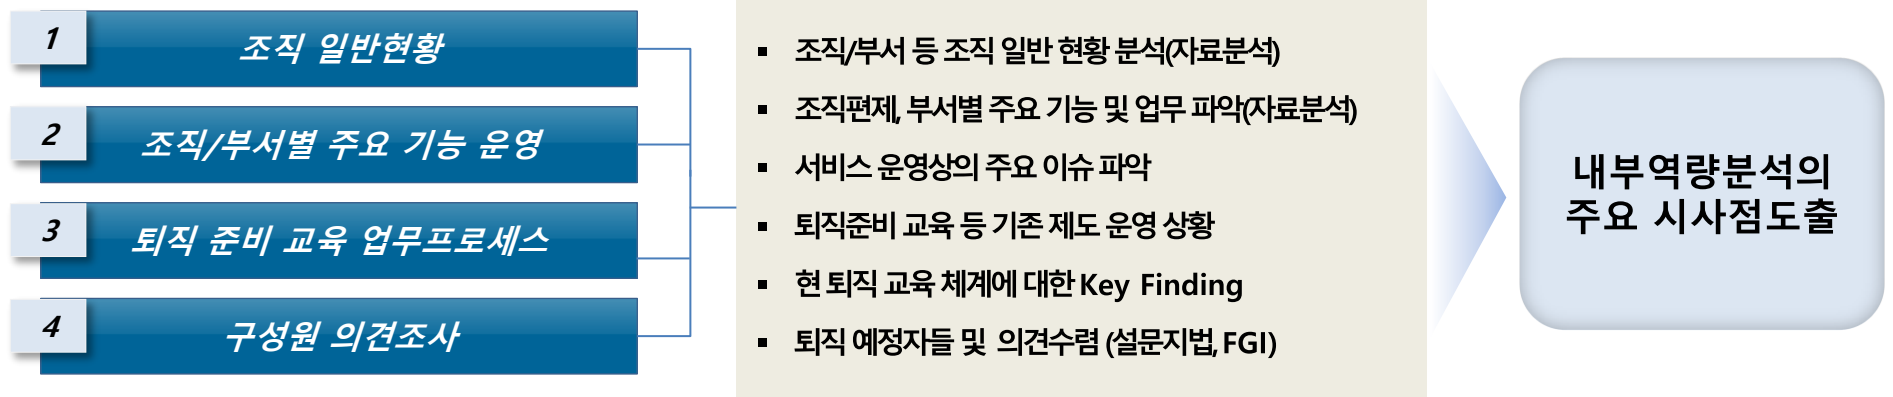 1
조직 일반현황
2
조직/부서별 주요 기능 운영
3
퇴직 준비 교육 업무프로세스
4
구성원 의견조사
▪ 조직/부서 등 조직 일반 현황 분석(자료분석)
▪ 조직편제, 부서별 주요 기능 및 업무 파악(자료분석)
▪ 서비스 운영상의 주요 이슈 파악
▪ 퇴직준비 교육 등 기존 제도 운영 상황
▪ 현 퇴직 교육 체계에 대한 Key Finding
▪ 퇴직 예정자들 및 의견수렴 (설문지법, FGI)
내부역량분석의
주요 시사점도출